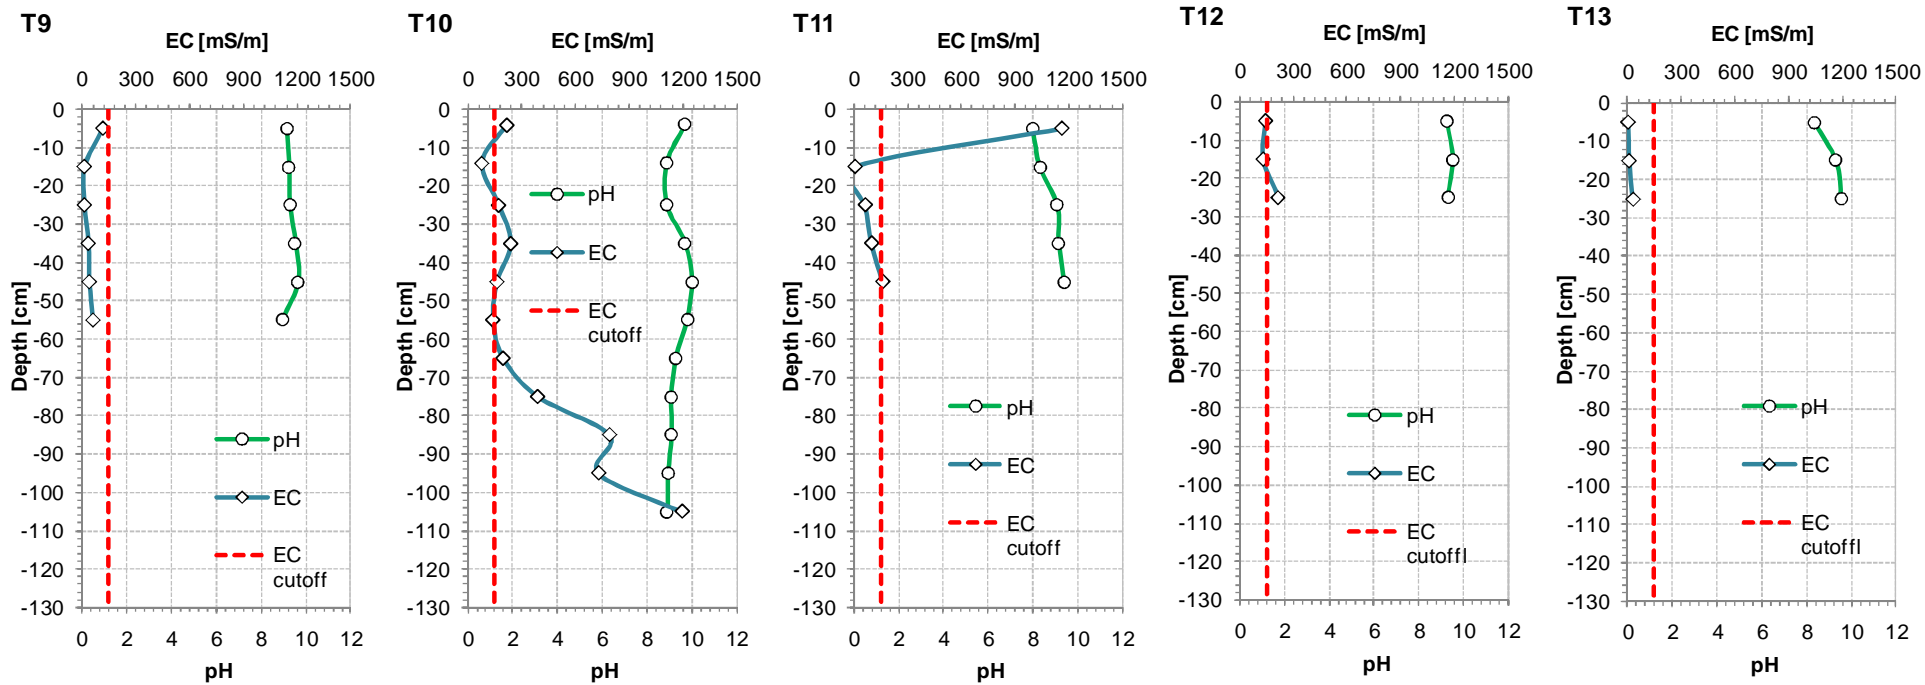 T9
EC [mS/m]
0 300 600 900 1200 1500
0
-10
-20
-30
-40
-50
-60
-70
-80
-90
-100
-110
-120
-130
Depth [cm]
pH
EC
EC
cutoff
0 2 4 6 8 10 12
pH
T10
EC [mS/m]
0 300 600 900 1200 1500
0
-10
-20
-30
-40
-50
-60
-70
-80
-90
-100
-110
-120
-130
Depth [cm]
pH
EC
EC
cutoff
0 2 4 6 8 10 12
pH
T11
EC [mS/m]
0 300 600 900 1200 1500
0
-10
-20
-30
-40
-50
-60
-70
-80
-90
-100
-110
-120
-130
Depth [cm]
pH
EC
EC
cutoff
0 2 4 6 8 10 12
pH
T12
EC [mS/m]
0 300 600 900 1200 1500
0
-10
-20
-30
-40
-50
-60
-70
-80
-90
-100
-110
-120
-130
Depth [cm]
pH
EC
EC
cutoffl
0 2 4 6 8 10 12
pH
T13
EC [mS/m]
0 300 600 900 1200 1500
0
-10
-20
-30
-40
-50
-60
-70
-80
-90
-100
-110
-120
-130
Depth [cm]
pH
EC
EC
cutoffl
0 2 4 6 8 10 12
pH